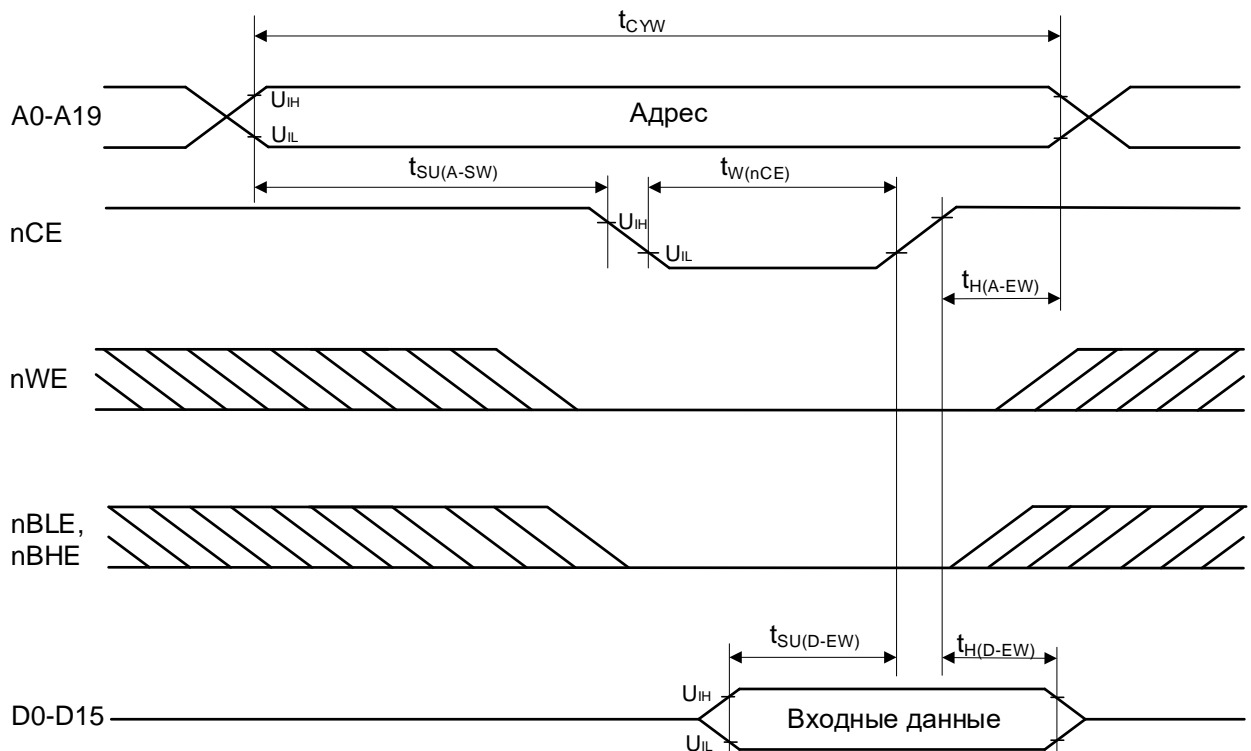 tCYW
A0-A19
UIH
Адрес
UIL
tSU(A-SW)
tW(nCE)
nCE
UIH
UIL
tH(A-EW)
nWE
nBLE,
nBHE
tSU(D-EW)
tH(D-EW)
UIH
D0-D15
Входные данные
UIL